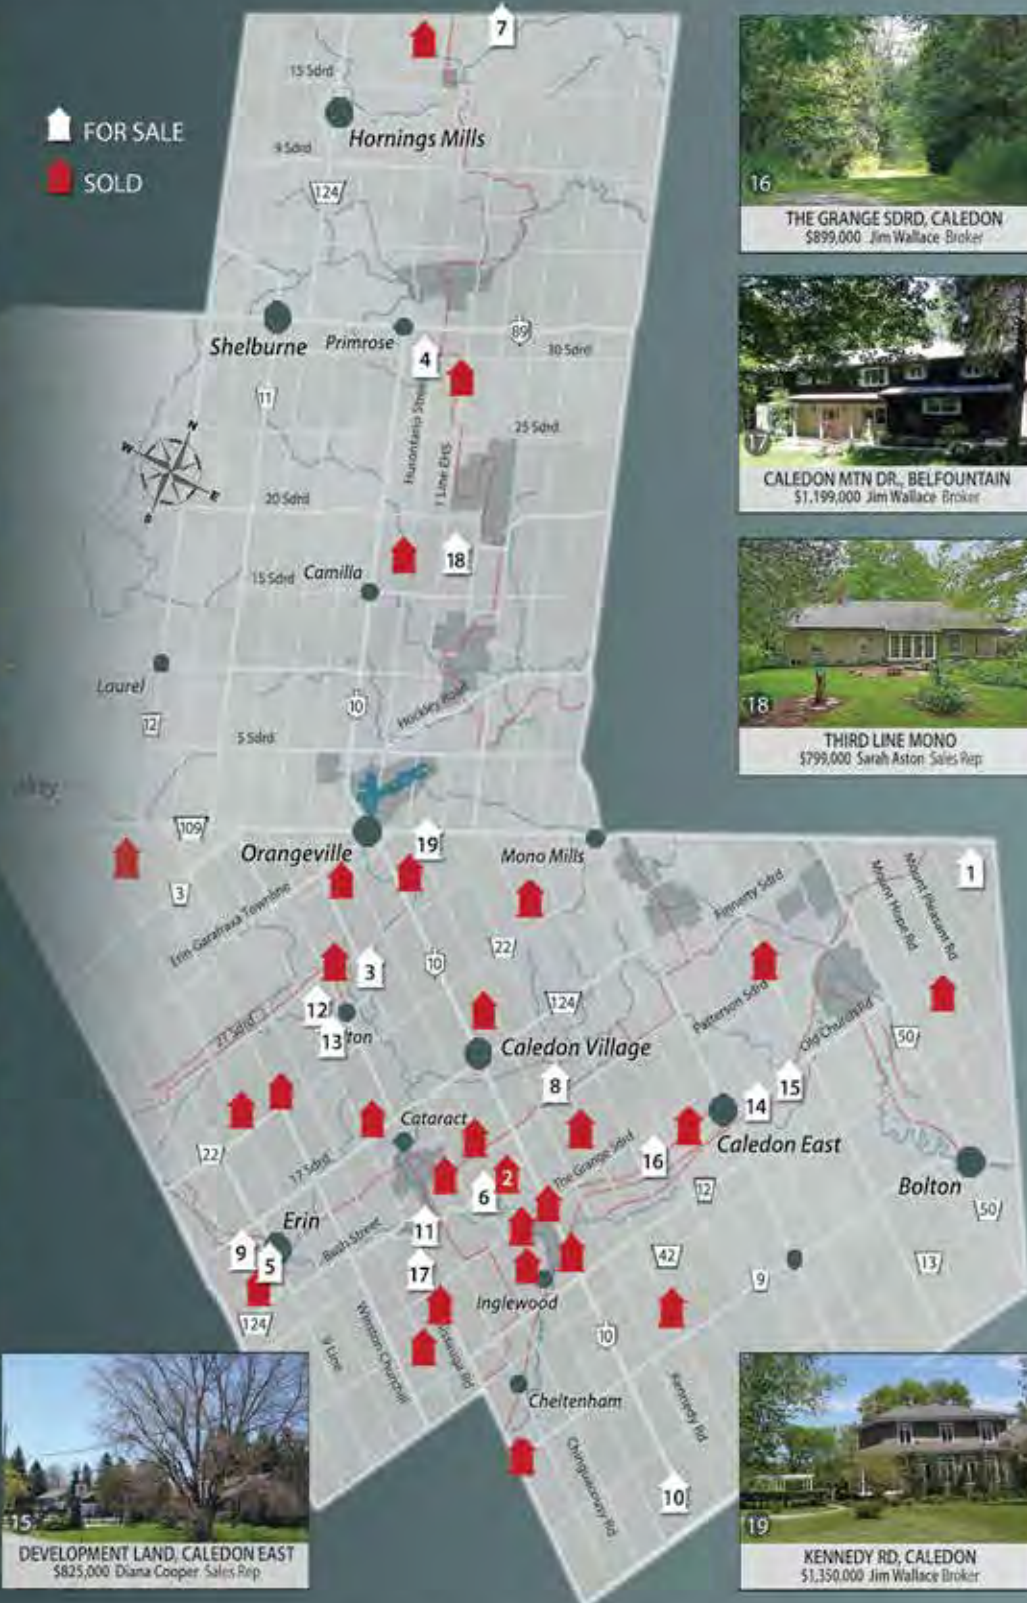 FOR SALE
SOLD
7
15 Sdrd
Hornings Mills
9 Sdrd
124
Shelburne
Primrose
89
4
30 Sdrd
11
Hurontario Street
1 Line EHS
25 Sdrd
N
W
E
S
20 Sdrd
18
15 Sdrd
Camilla
Laurel
12
10
Hockley Road
5 Sdrd
109
Orangeville
19
Mono Mills
1
3
Erin Garafraxa Townline
Finnerty Sdrd
Mount Hope Rd
Mount Pleasant Rd
22
10
3
12
13
27 Sdrd
124
Patterson Sdrd
Old Church Rd
50
Caledon Village
8
14
15
Caledon East
Cataract
22
17 Sdrd
2
6
The Grange Sdrd
16
12
Bolton
50
Erin
9
5
Bush Street
11
17
42
9
13
Inglewood
124
10
V Line
Winston Churchill
Cheltenham
Kennedy Rd
Chinguacousy Rd
10
16
THE GRANGE SDRD, CALEDON
$899,000 Jim Wallace Broker
17
CALEDON MTN DR., BELFOUNTAIN
$1,199,000 Jim Wallace Broker
18
THIRD LINE MONO
$799,000 Sarah Aston Sales Rep
15
DEVELOPMENT LAND, CALEDON EAST
$825,000 Diana Cooper Sales Rep
19
KENNEDY RD, CALEDON
$1,350,000 Jim Wallace Broker